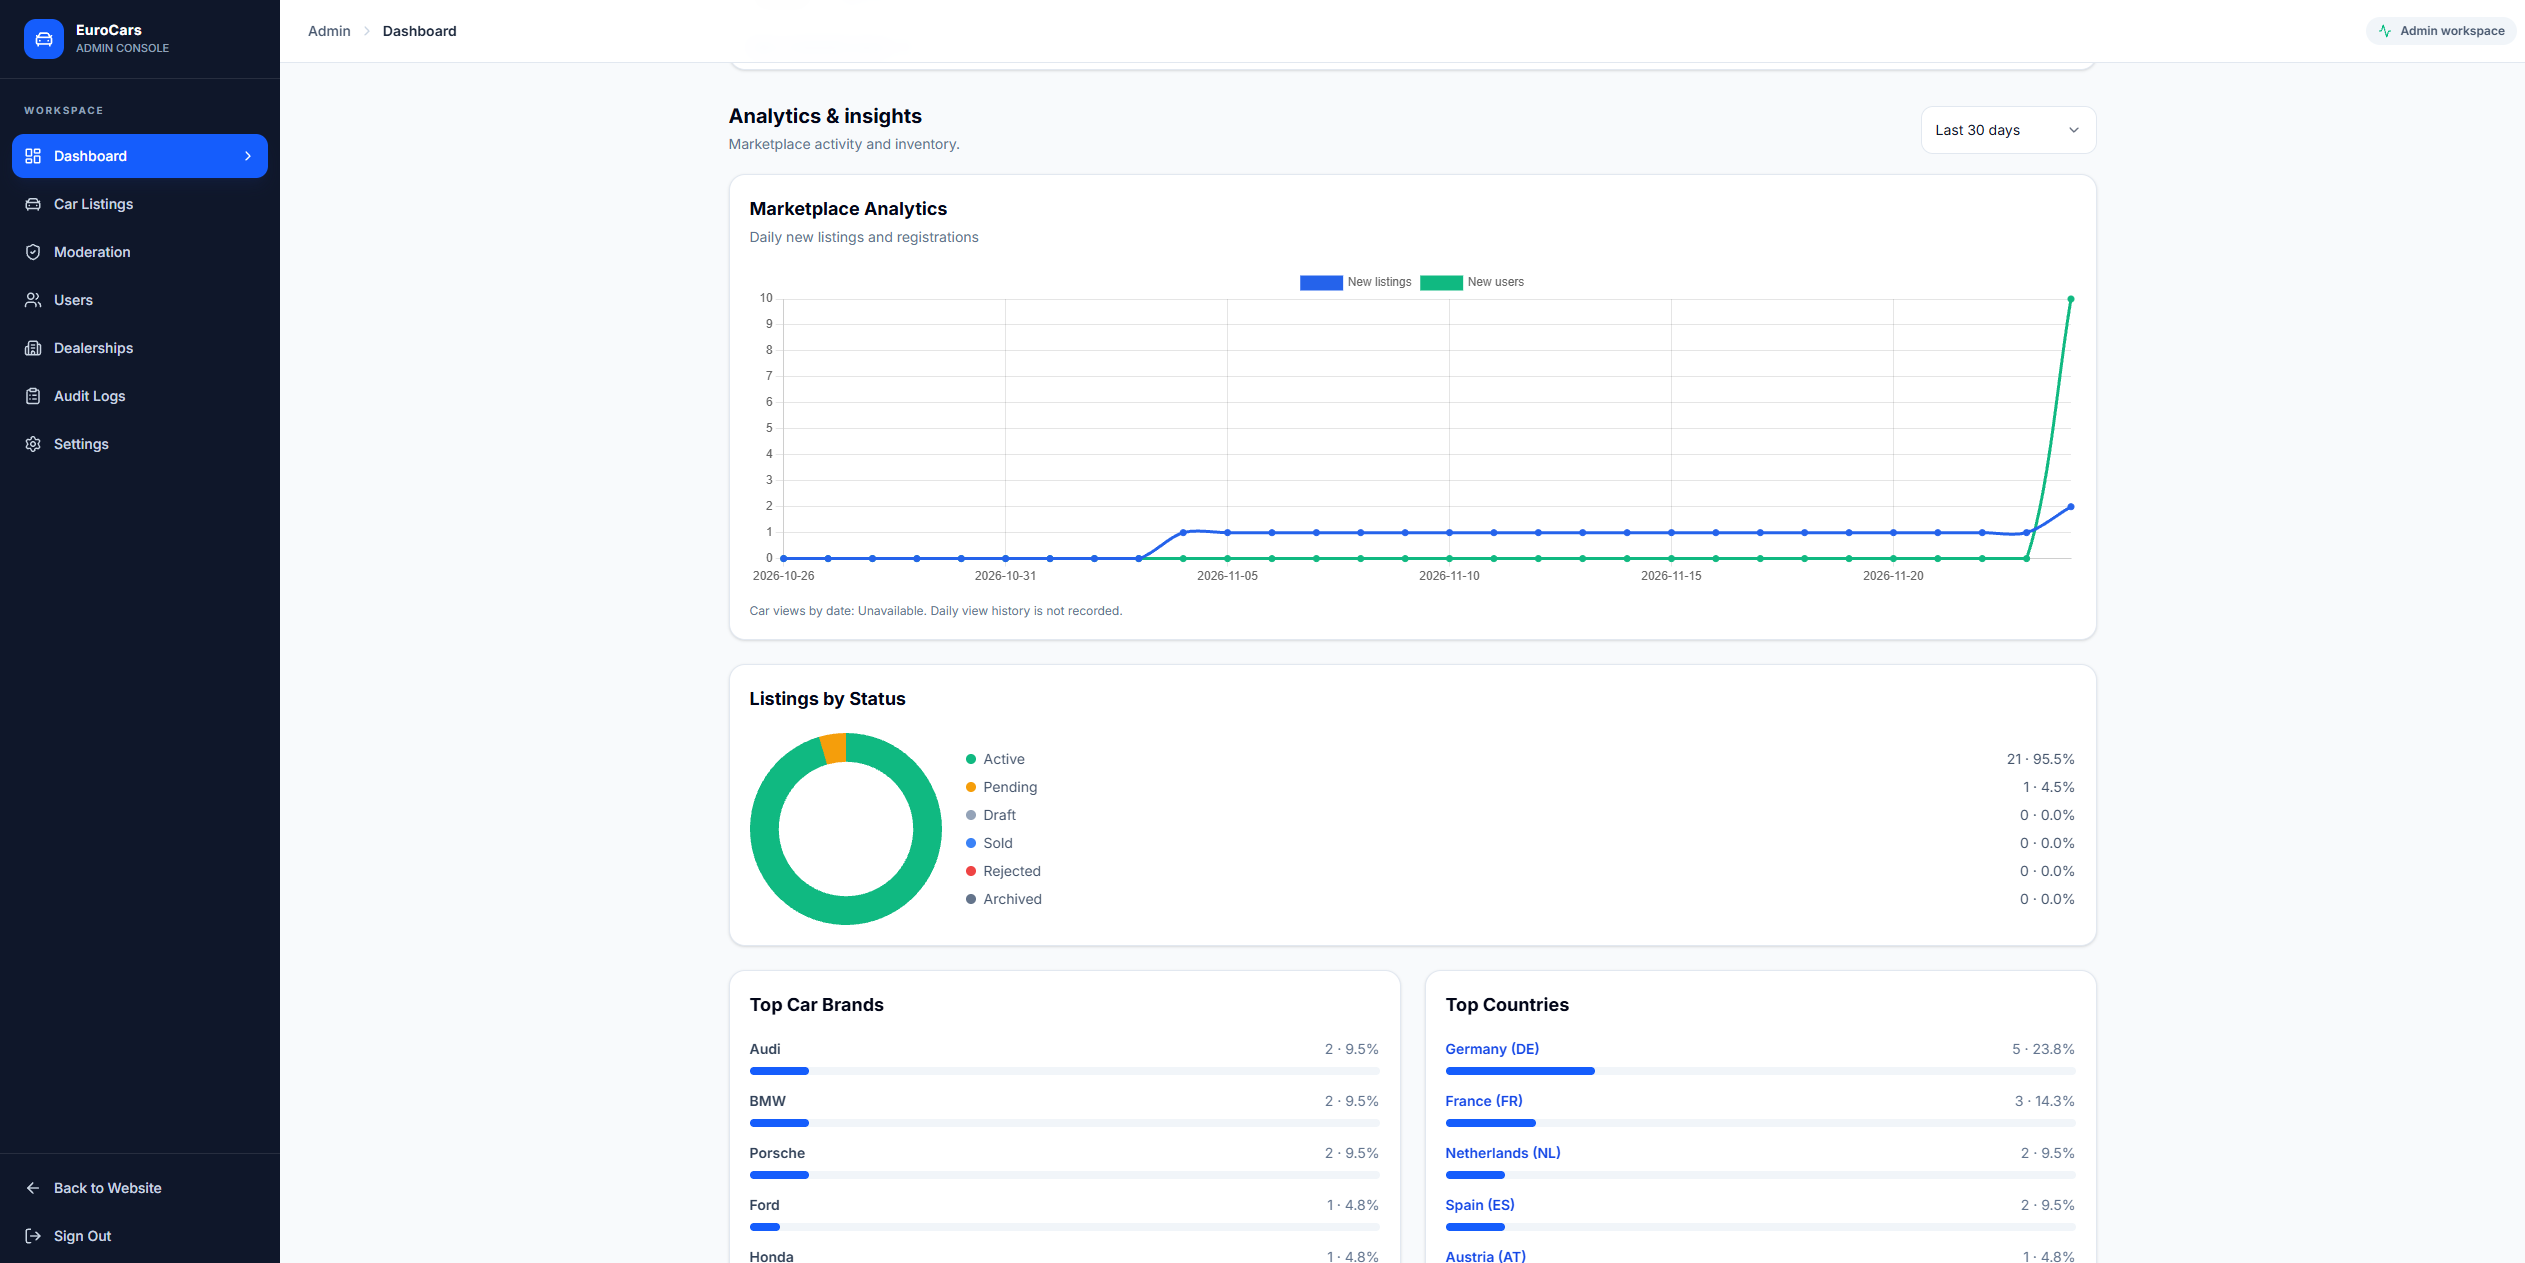 EuroCars
ADMIN CONSOLE
WORKSPACE
Dashboard
Car Listings
Moderation
Users
Dealerships
Audit Logs
Settings
Back to Website
Sign Out
Admin
Dashboard
Admin workspace
Analytics & insights
Marketplace activity and inventory.
Last 30 days
Marketplace Analytics
Daily new listings and registrations
New listings
New users
10
9
8
7
6
5
4
3
2
1
0
2026-10-26
2026-10-31
2026-11-05
2026-11-10
2026-11-15
2026-11-20
Car views by date: Unavailable. Daily view history is not recorded.
Listings by Status
Active 21 · 95.5%
Pending 1 · 4.5%
Draft 0 · 0.0%
Sold 0 · 0.0%
Rejected 0 · 0.0%
Archived 0 · 0.0%
Top Car Brands
Audi 2 · 9.5%
BMW 2 · 9.5%
Porsche 2 · 9.5%
Ford 1 · 4.8%
Honda 1 · 4.8%
Top Countries
Germany (DE) 5 · 23.8%
France (FR) 3 · 14.3%
Netherlands (NL) 2 · 9.5%
Spain (ES) 2 · 9.5%
Austria (AT) 1 · 4.8%